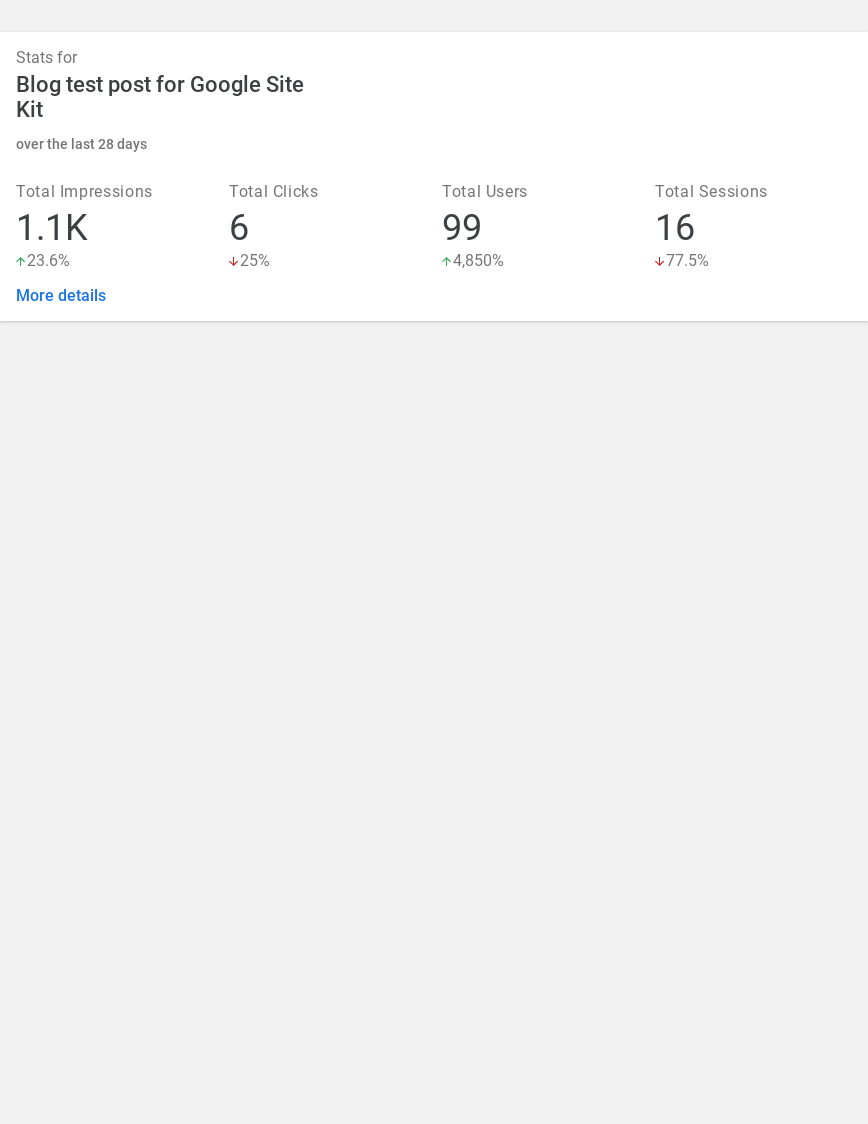 Stats for
Blog test post for Google Site
Kit
over the last 28 days
Total Impressions
1.1K
23.6%
Total Clicks
6
25%
Total Users
99
4,850%
Total Sessions
16
77.5%
More details